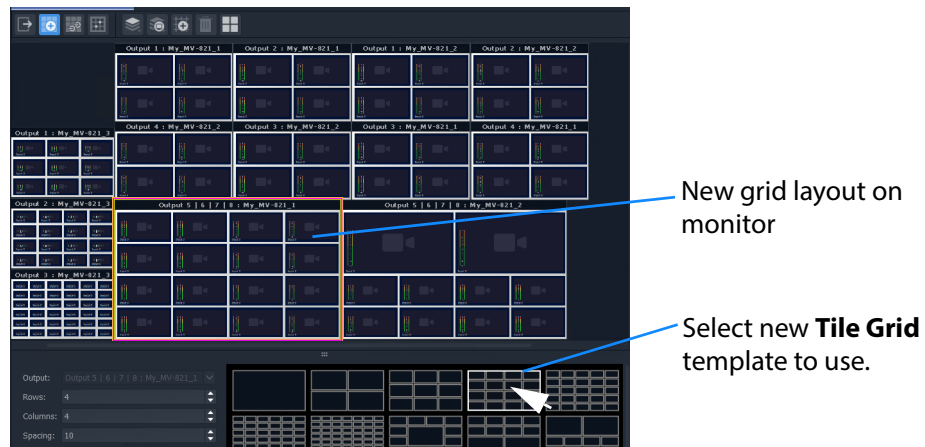 Output 1 : My_MV-821_1
Output 2 : My_MV-821_1
Output 1 : My_MV-821_2
Output 2 : My_MV-821_2
Output 4 : My_MV-821_2
Output 3 : My_MV-821_2
Output 3 : My_MV-821_1
Output 4 : My_MV-821_1
Output 1 : My_MV-821_3
Output 2 : My_MV-821_3
Output 5 | 6 | 7 | 8 : My_MV-821_1
Output 5 | 6 | 7 | 8 : My_MV-821_2
Output 3 : My_MV-821_3
New grid layout on
monitor
Select new Tile Grid
template to use.
Output: Output 5 | 6 | 7 | 8 : My_MV-821_1
Rows: 4
Columns: 4
Spacing: 10